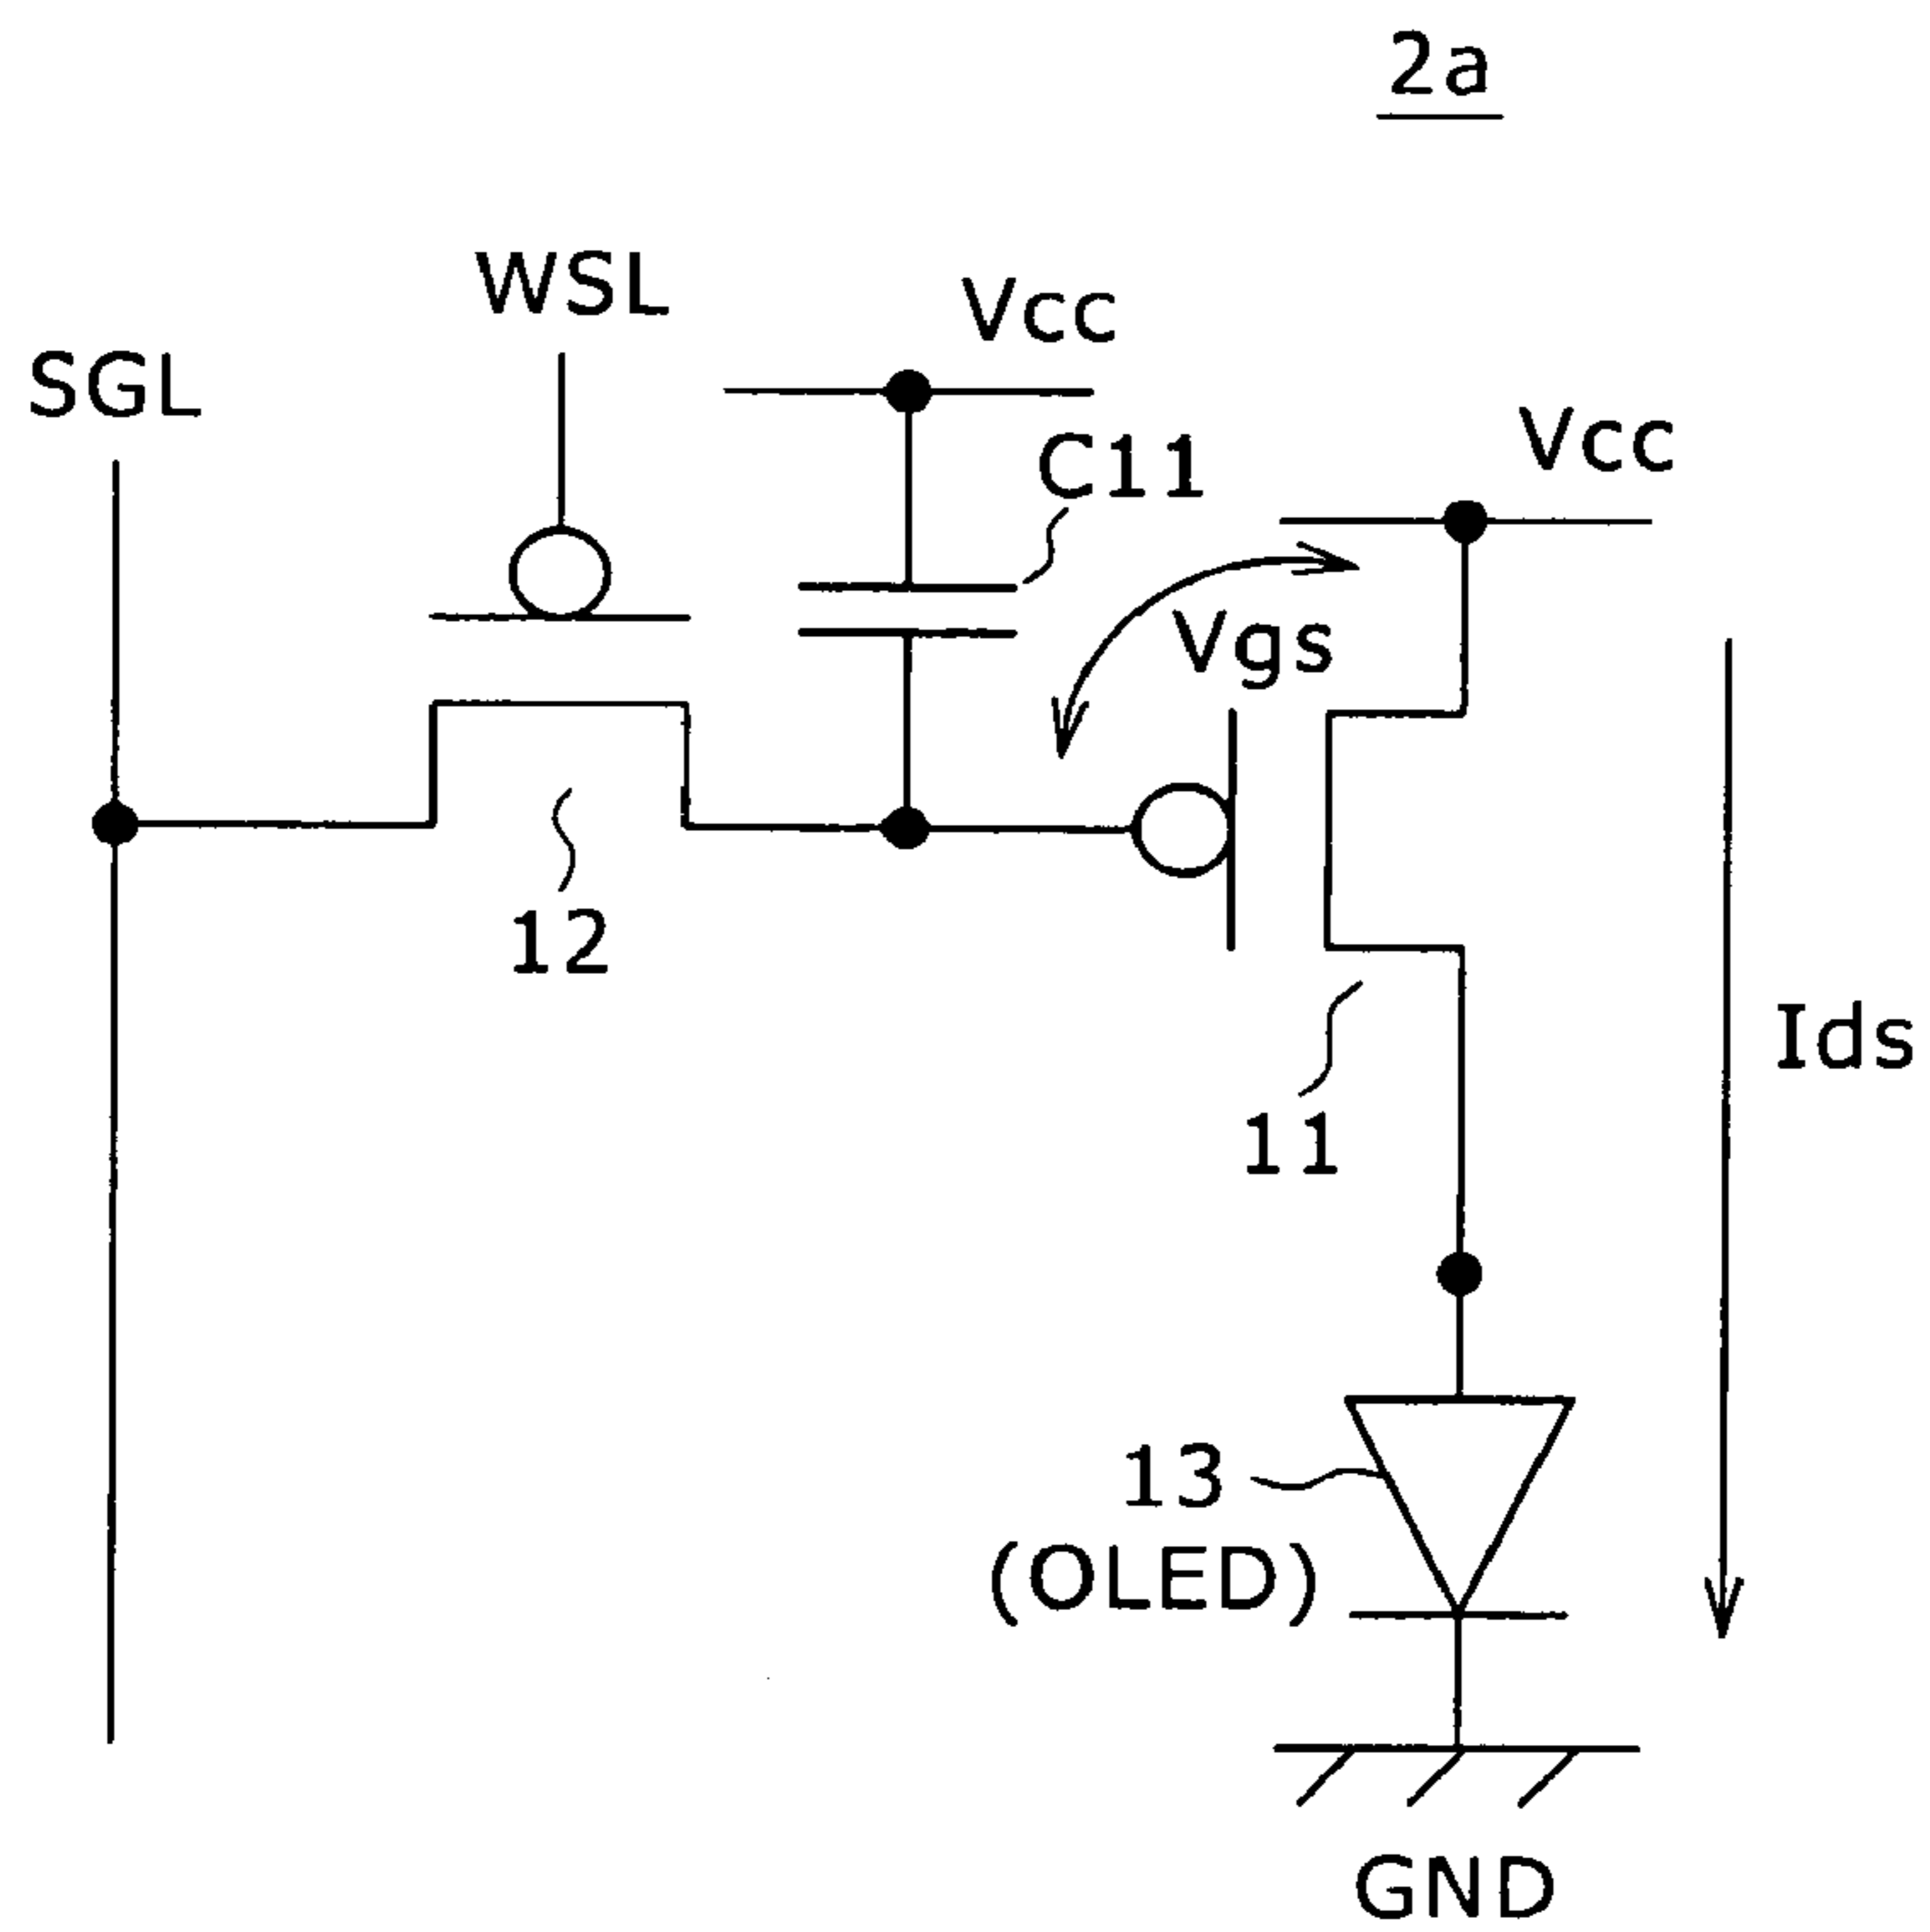 2a
WSL
Vcc
SGL
C11
Vcc
Vgs
12
Ids
11
13
(OLED)
GND